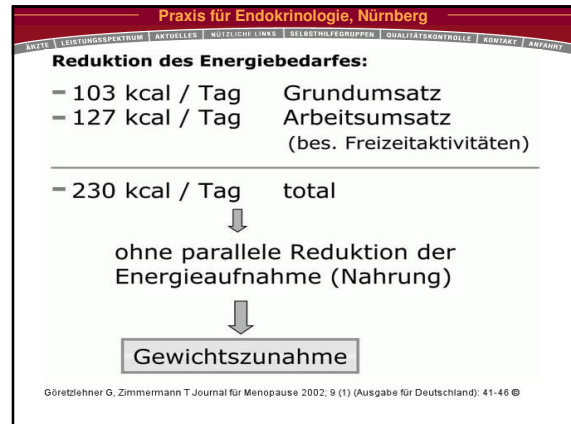 Praxis für Endokrinologie, Nürnberg
ÄRZTE | LEISTUNGSSPEKTRUM | AKTUELLES | NÜTZLICHE LINKS | SELBSTHILFEGRUPPEN | QUALITÄTSKONTROLLE | KONTAKT | ANFAHRT
Reduktion des Energiebedarfes:
– 103 kcal / Tag Grundumsatz
– 127 kcal / Tag Arbeitsumsatz
(bes. Freizeitaktivitäten)
– 230 kcal / Tag total
ohne parallele Reduktion der
Energieaufnahme (Nahrung)
Gewichtszunahme
Göretzlehner G, Zimmermann T Journal für Menopause 2002; 9 (1) (Ausgabe für Deutschland): 41-46 ©